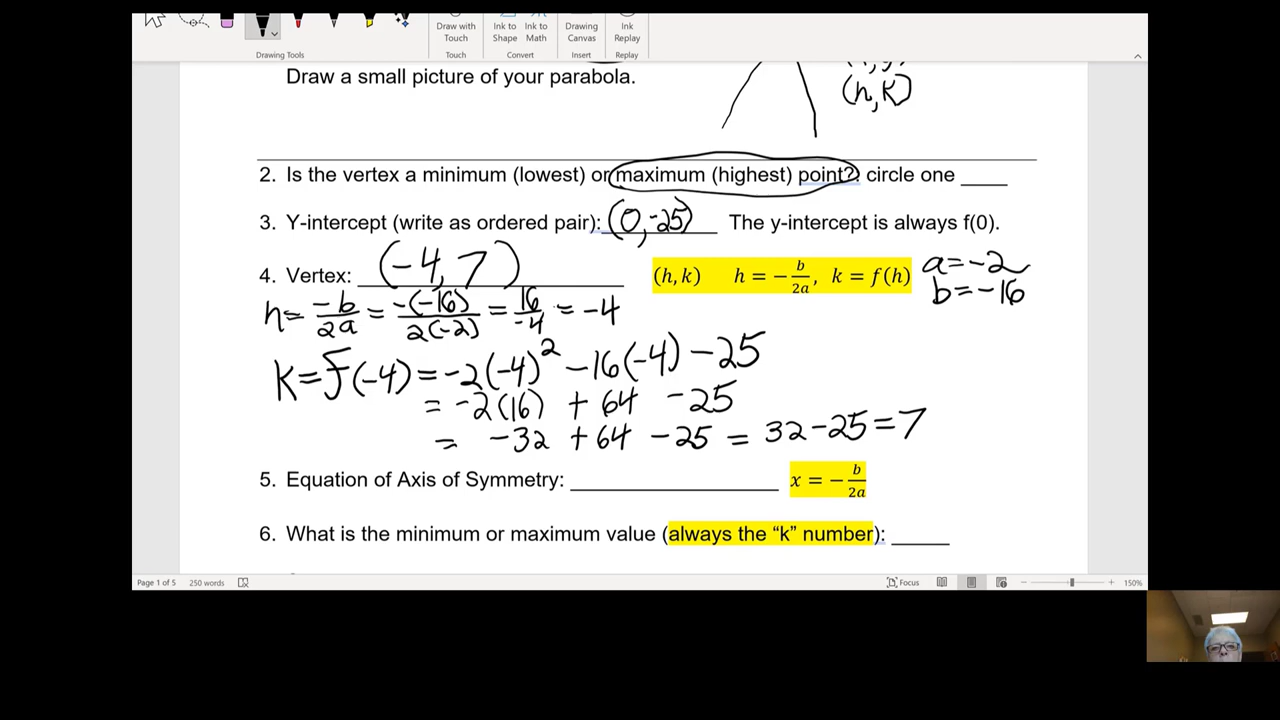 Draw with Touch
Ink to Shape
Ink to Math
Drawing Canvas
Ink Replay
Drawing Tools
Touch
Convert
Insert
Replay
Draw a small picture of your parabola.
(h,k)
2. Is the vertex a minimum (lowest) or maximum (highest) point?. circle one ____
3. Y-intercept (write as ordered pair): (0,-25) The y-intercept is always f(0).
4. Vertex: (-4,7) (h, k) h = -b/2a, k = f(h) a=-2
b=-16
h= -b/2a = -(-16)/2(-2) = 16/-4 = -4
k=f(-4) = -2(-4)² -16(-4) -25
= -2(16) + 64 -25
= -32 + 64 -25 = 32-25=7
5. Equation of Axis of Symmetry: ____ x = -b/2a
6. What is the minimum or maximum value (always the “k” number): ____
Page 1 of 5 250 words Focus 150%